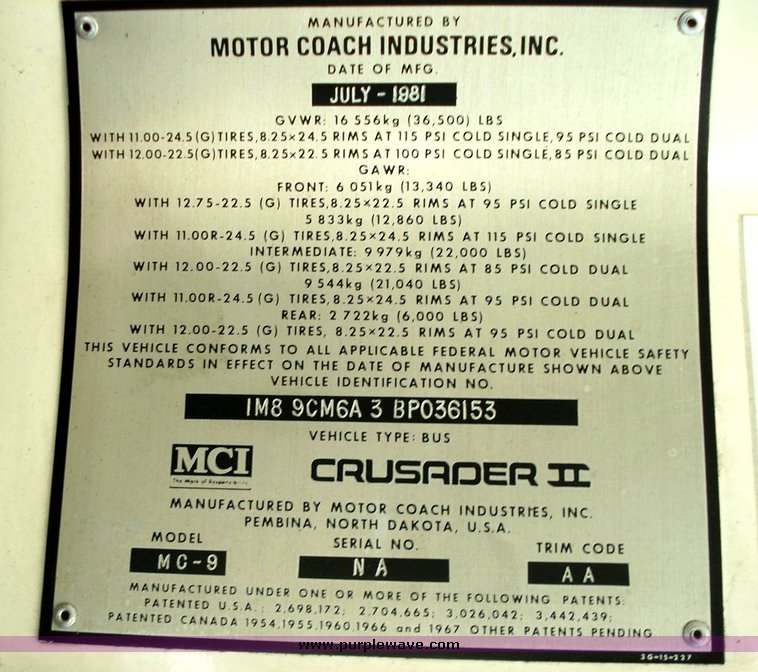 MANUFACTURED BY
MOTOR COACH INDUSTRIES, INC.
DATE OF MFG.
JULY - 1981
GVWR: 16 556kg (36,500) LBS
WITH 11.00-24.5 (G) TIRES, 8.25×24.5 RIMS AT 115 PSI COLD SINGLE, 95 PSI COLD DUAL
WITH 12.00-22.5 (G) TIRES, 8.25×22.5 RIMS AT 100 PSI COLD SINGLE, 85 PSI COLD DUAL
GAWR:
FRONT: 6 051kg (13,340 LBS)
WITH 12.75-22.5 (G) TIRES, 8.25×22.5 RIMS AT 95 PSI COLD SINGLE
5 833kg (12,860 LBS)
WITH 11.00R-24.5 (G) TIRES, 8.25×24.5 RIMS AT 115 PSI COLD SINGLE
INTERMEDIATE: 9 979kg (22,000 LBS)
WITH 12.00-22.5 (G) TIRES, 8.25×22.5 RIMS AT 85 PSI COLD DUAL
9 544kg (21,040 LBS)
WITH 11.00R-24.5 (G) TIRES, 8.25×24.5 RIMS AT 95 PSI COLD DUAL
REAR: 2 722kg (6,000 LBS)
WITH 12.00-22.5 (G) TIRES, 8.25×22.5 RIMS AT 95 PSI COLD DUAL
THIS VEHICLE CONFORMS TO ALL APPLICABLE FEDERAL MOTOR VEHICLE SAFETY
STANDARDS IN EFFECT ON THE DATE OF MANUFACTURE SHOWN ABOVE
VEHICLE IDENTIFICATION NO.
1M8 9CM6A 3 BP036153
VEHICLE TYPE: BUS
MCI
The Mark of Responsibility
CRUSADER II
MANUFACTURED BY MOTOR COACH INDUSTRIES, INC.
PEMBINA, NORTH DAKOTA, U.S.A.
MODEL SERIAL NO. TRIM CODE
MC-9 NA AA
MANUFACTURED UNDER ONE OR MORE OF THE FOLLOWING PATENTS:
PATENTED U.S.A.: 2,698,172; 2,704,665; 3,026,042; 3,442,439;
PATENTED CANADA 1954,1955,1960,1966 and 1967 OTHER PATENTS PENDING
30-15-227
www.purplewave.com